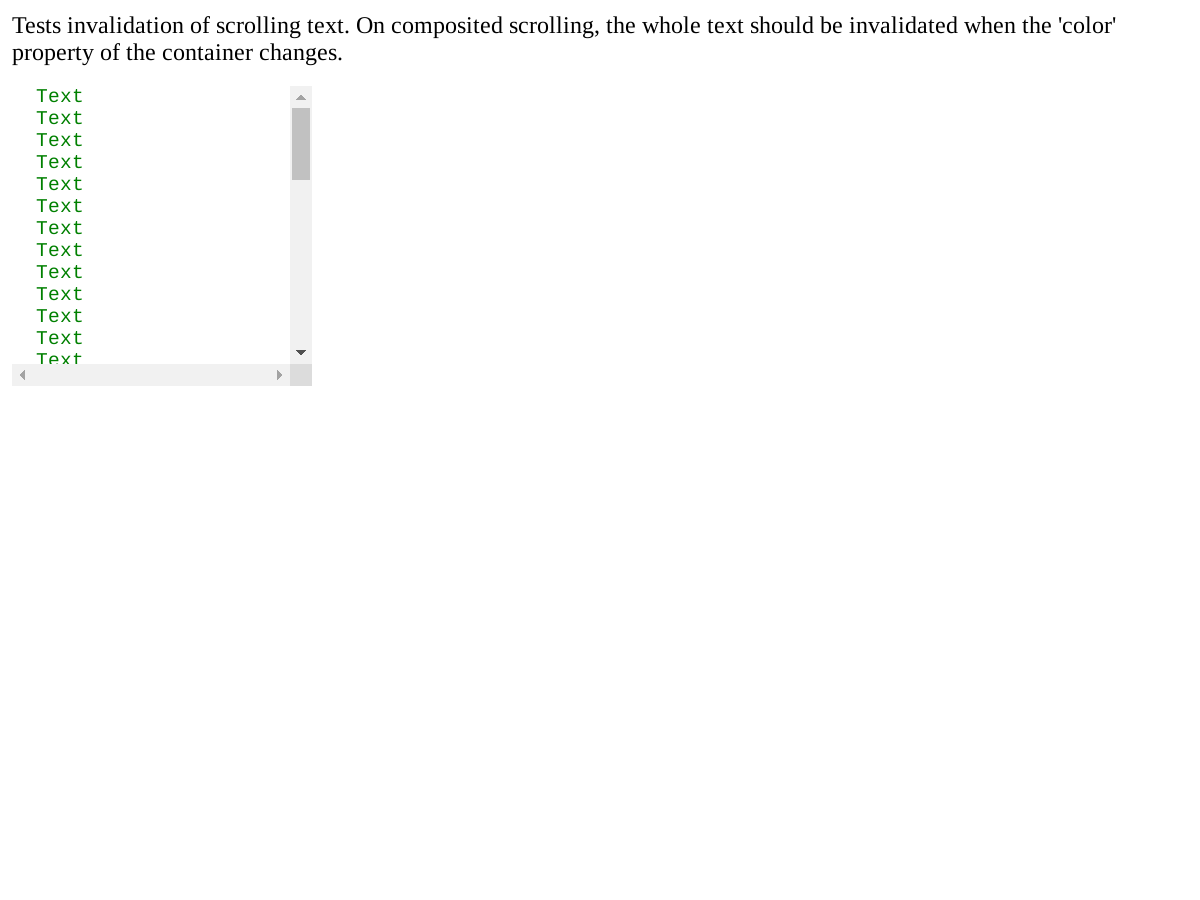 Tests invalidation of scrolling text. On composited scrolling, the whole text should be invalidated when the 'color'
property of the container changes.
Text
Text
Text
Text
Text
Text
Text
Text
Text
Text
Text
Text
Text